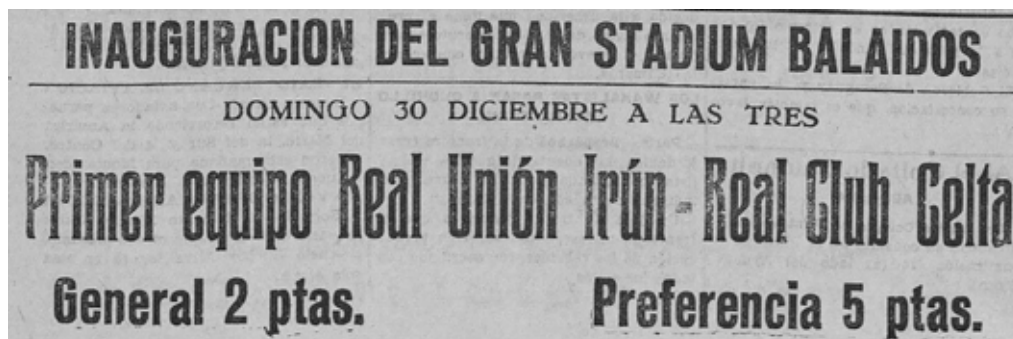 INAUGURACION DEL GRAN STADIUM BALAIDOS
DOMINGO 30 DICIEMBRE A LAS TRES
Primer equipo Real Unión Irún - Real Club Celta
General 2 ptas. Preferencia 5 ptas.